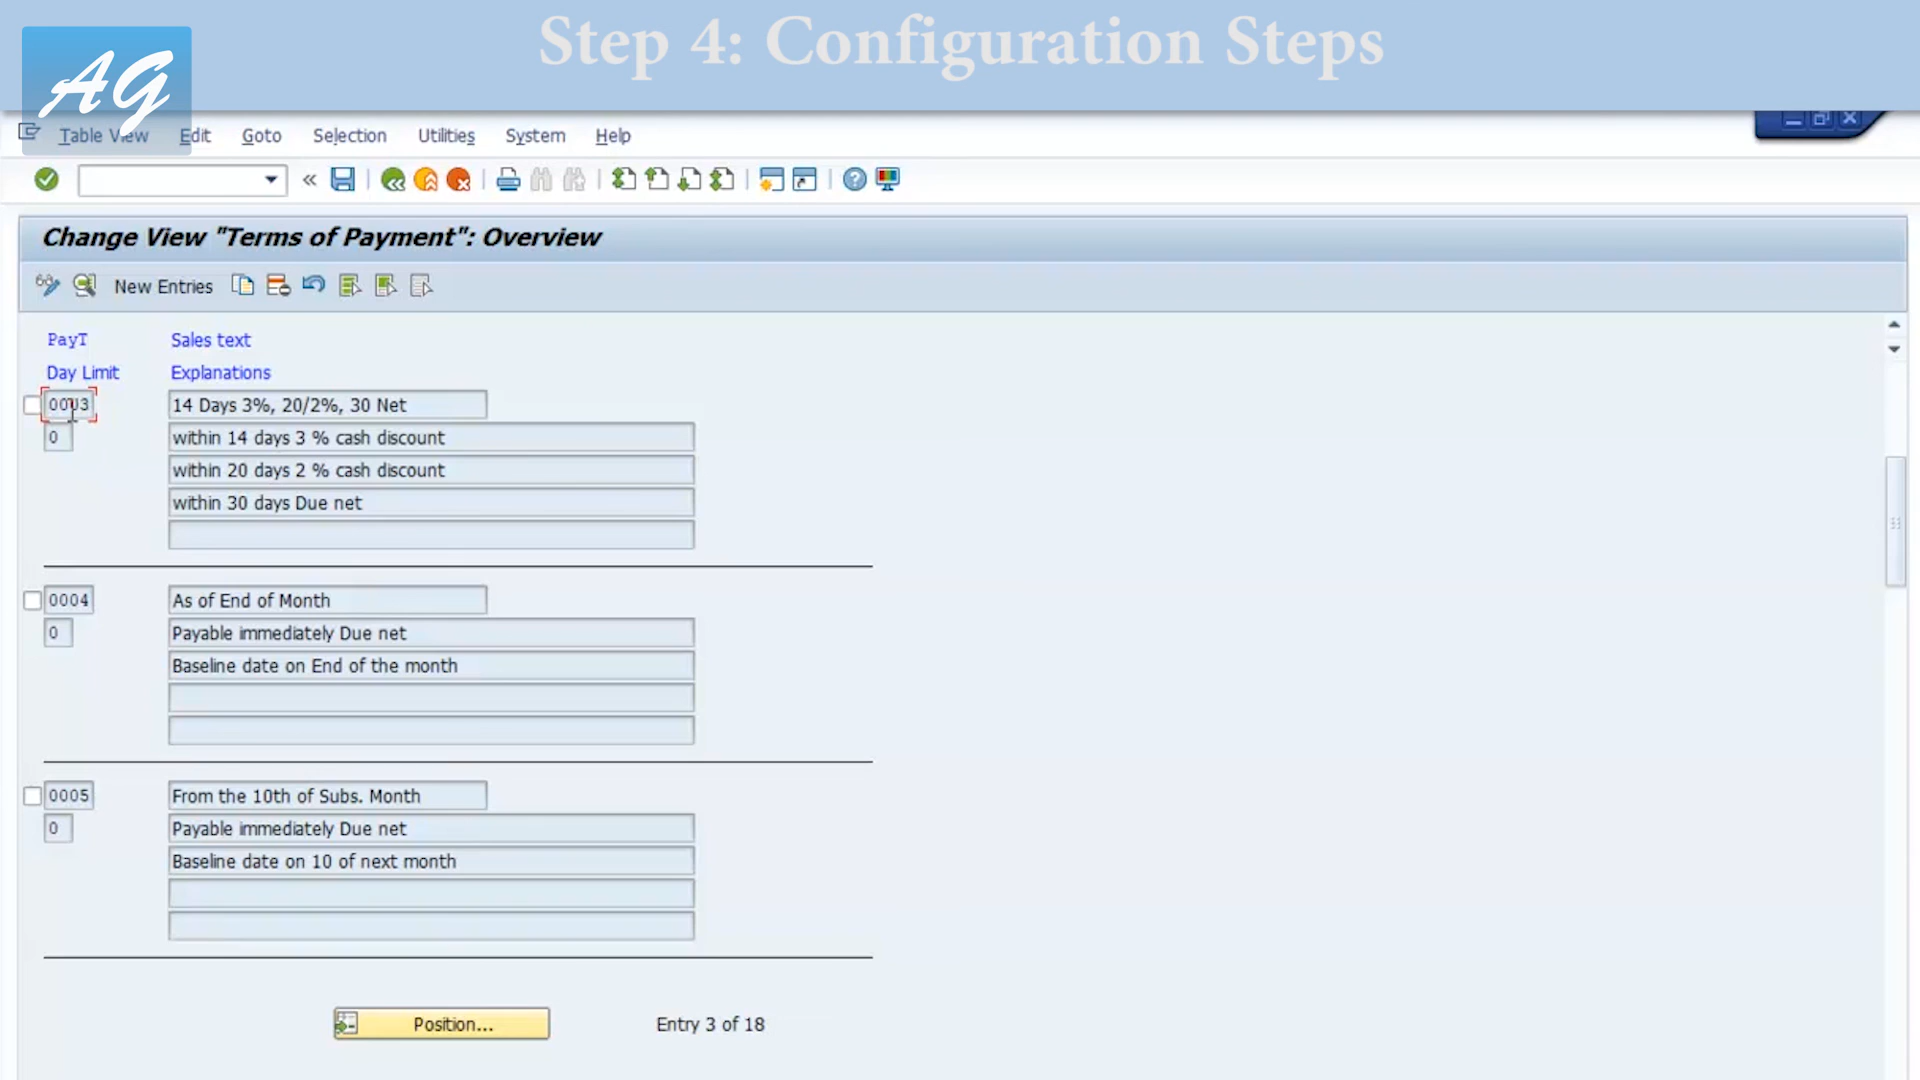 Step 4: Configuration Steps
AG
Table View Edit Goto Selection Utilities System Help
Change View "Terms of Payment": Overview
New Entries
PayT Sales text
Day Limit Explanations
0003 14 Days 3%, 20/2%, 30 Net
0 within 14 days 3 % cash discount
within 20 days 2 % cash discount
within 30 days Due net
0004 As of End of Month
0 Payable immediately Due net
Baseline date on End of the month
0005 From the 10th of Subs. Month
0 Payable immediately Due net
Baseline date on 10 of next month
Position... Entry 3 of 18